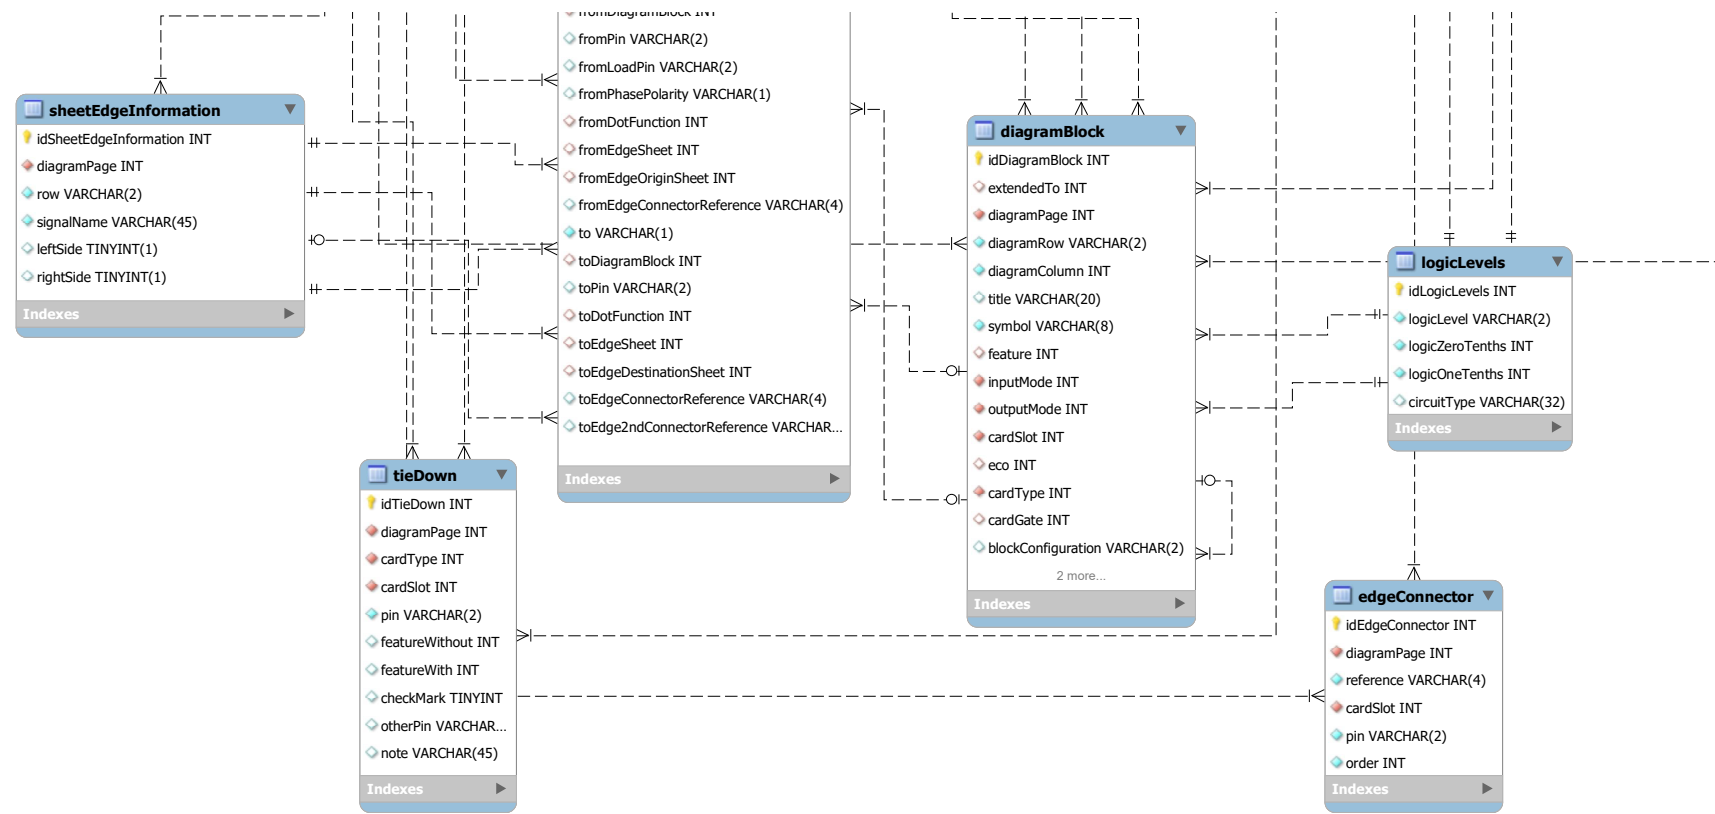 sheetEdgeInformation
idSheetEdgeInformation INT
diagramPage INT
row VARCHAR(2)
signalName VARCHAR(45)
leftSide TINYINT(1)
rightSide TINYINT(1)
Indexes
fromDiagramBlock INT
fromPin VARCHAR(2)
fromLoadPin VARCHAR(2)
fromPhasePolarity VARCHAR(1)
fromDotFunction INT
fromEdgeSheet INT
fromEdgeOriginSheet INT
fromEdgeConnectorReference VARCHAR(4)
to VARCHAR(1)
toDiagramBlock INT
toPin VARCHAR(2)
toDotFunction INT
toEdgeSheet INT
toEdgeDestinationSheet INT
toEdgeConnectorReference VARCHAR(4)
toEdge2ndConnectorReference VARCHAR...
Indexes
diagramBlock
idDiagramBlock INT
extendedTo INT
diagramPage INT
diagramRow VARCHAR(2)
diagramColumn INT
title VARCHAR(20)
symbol VARCHAR(8)
feature INT
inputMode INT
outputMode INT
cardSlot INT
eco INT
cardType INT
cardGate INT
blockConfiguration VARCHAR(2)
2 more...
Indexes
logicLevels
idLogicLevels INT
logicLevel VARCHAR(2)
logicZeroTenths INT
logicOneTenths INT
circuitType VARCHAR(32)
Indexes
tieDown
idTieDown INT
diagramPage INT
cardType INT
cardSlot INT
pin VARCHAR(2)
featureWithout INT
featureWith INT
checkMark TINYINT
otherPin VARCHAR...
note VARCHAR(45)
Indexes
edgeConnector
idEdgeConnector INT
diagramPage INT
reference VARCHAR(4)
cardSlot INT
pin VARCHAR(2)
order INT
Indexes